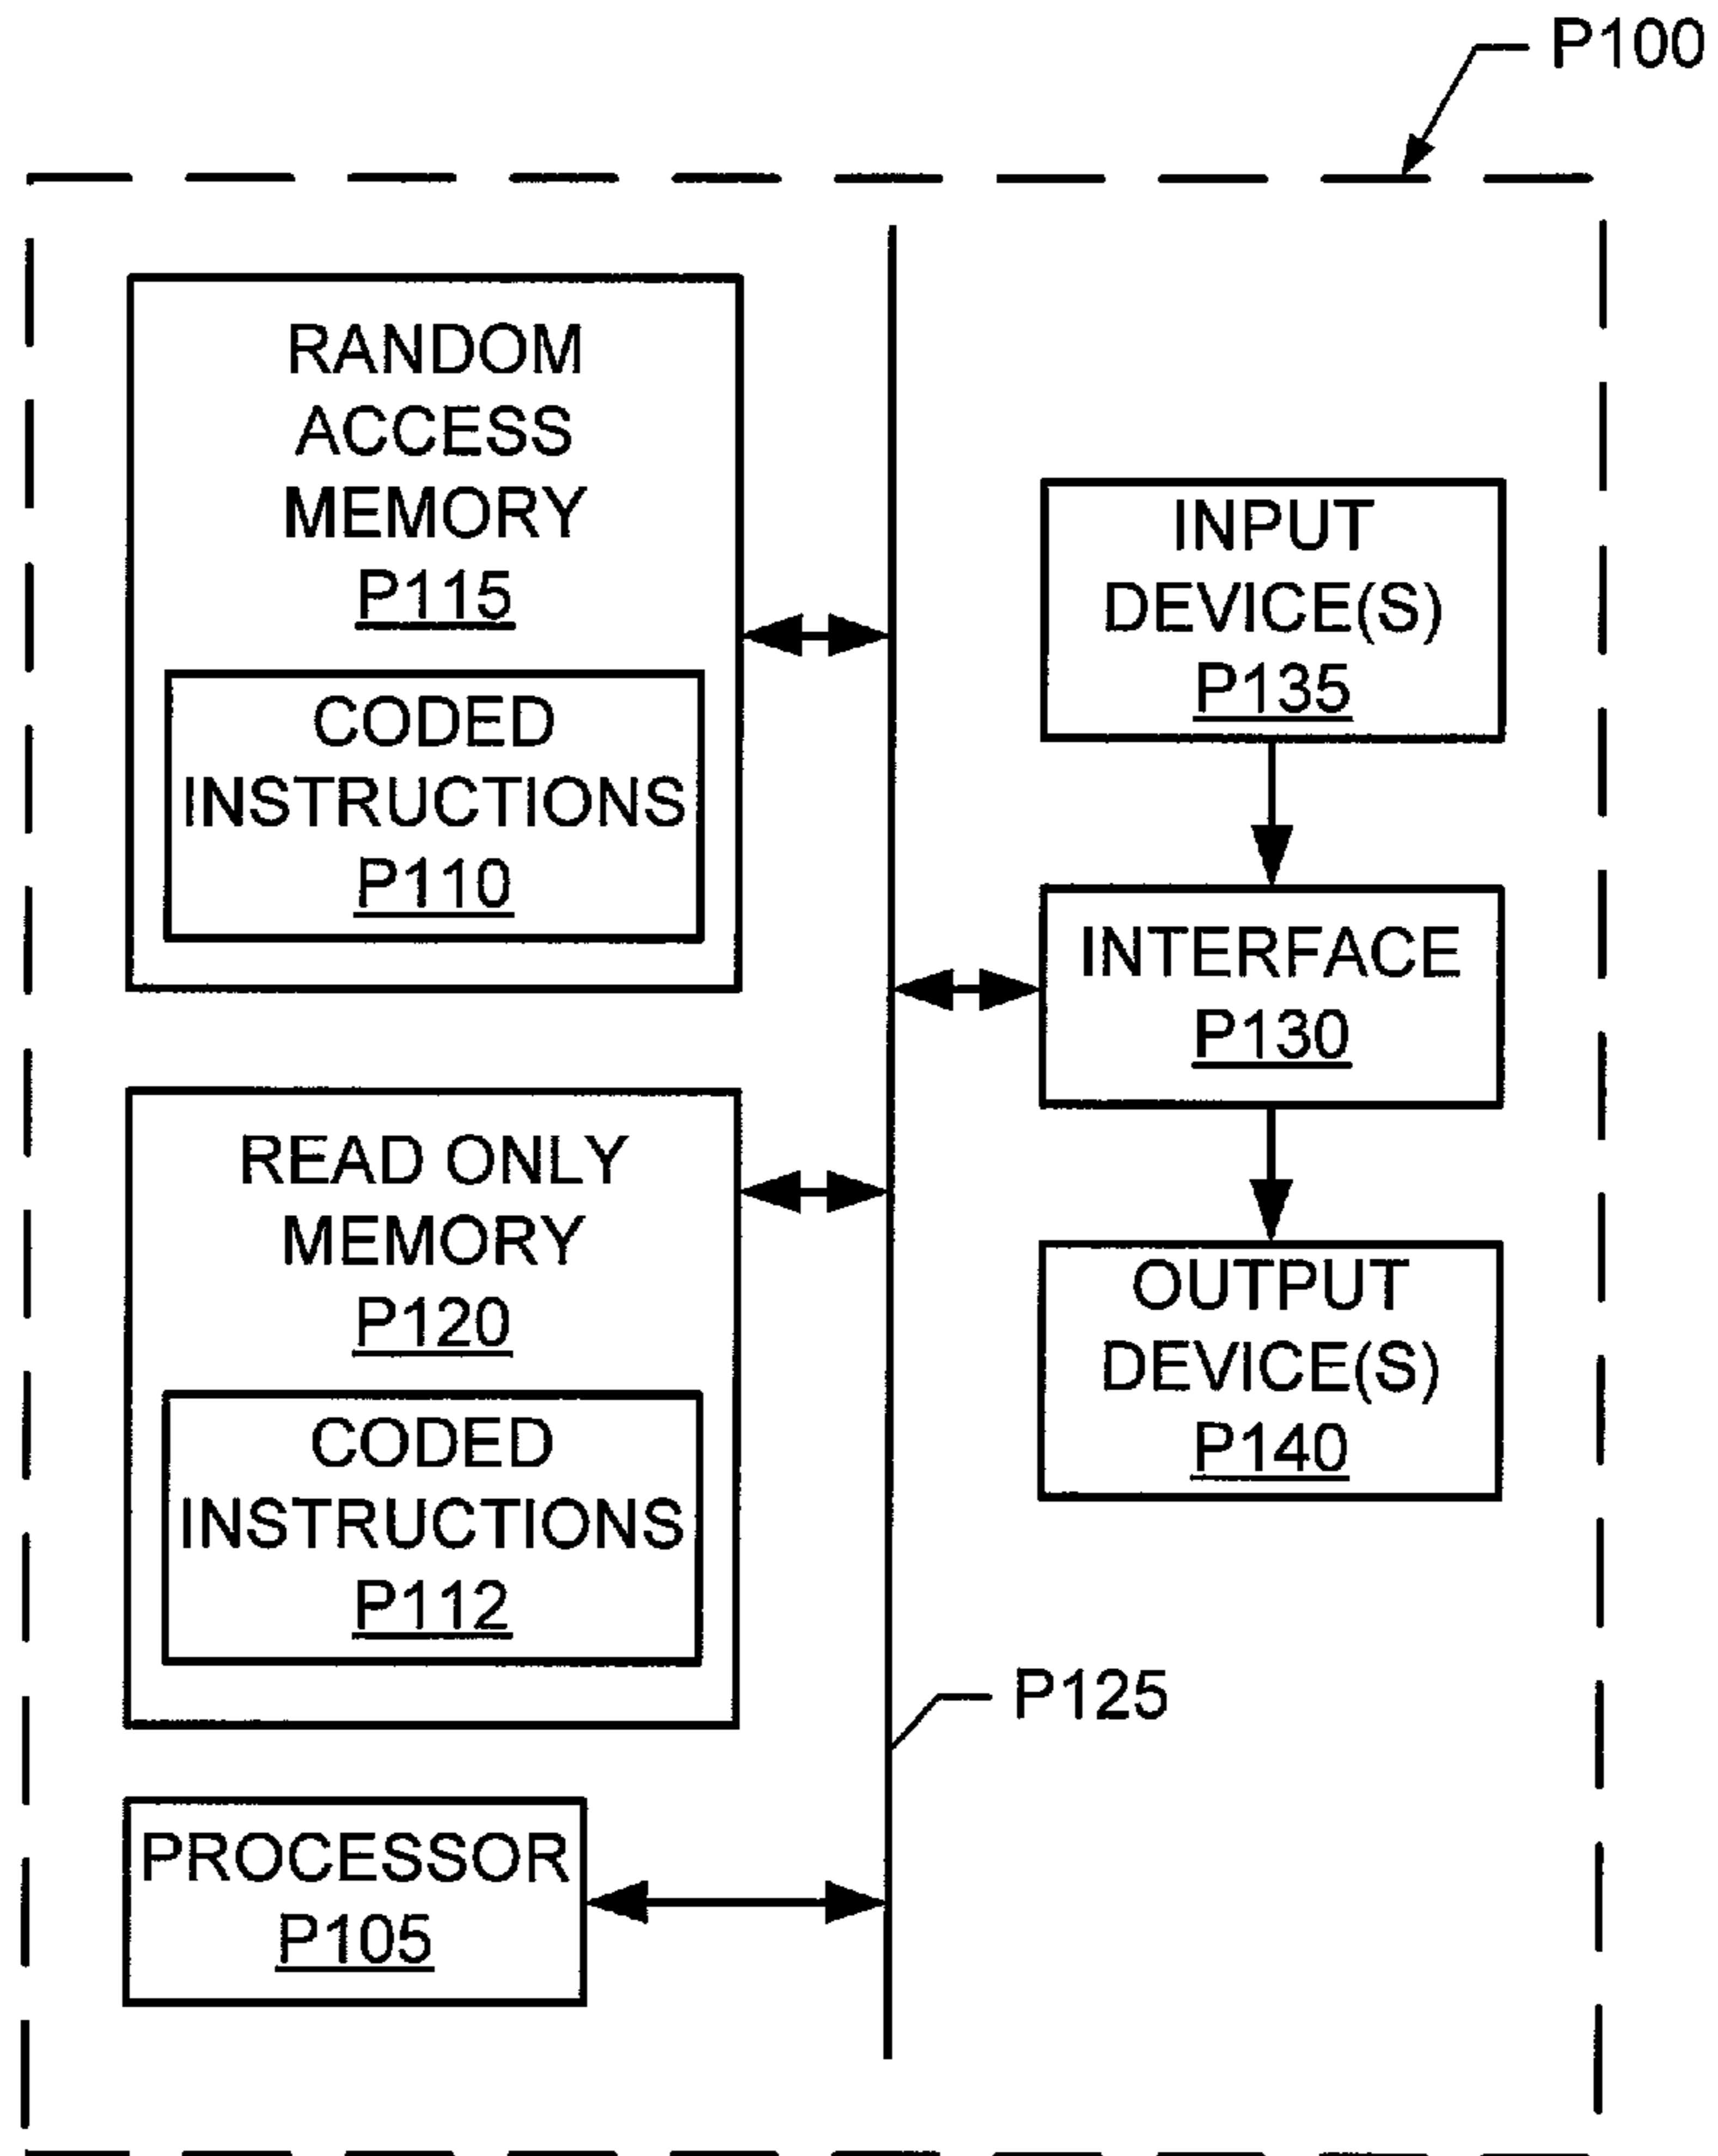 P100
RANDOM
ACCESS
MEMORY
P115
CODED
INSTRUCTIONS
P110
READ ONLY
MEMORY
P120
CODED
INSTRUCTIONS
P112
PROCESSOR
P105
INPUT
DEVICE(S)
P135
INTERFACE
P130
OUTPUT
DEVICE(S)
P140
P125